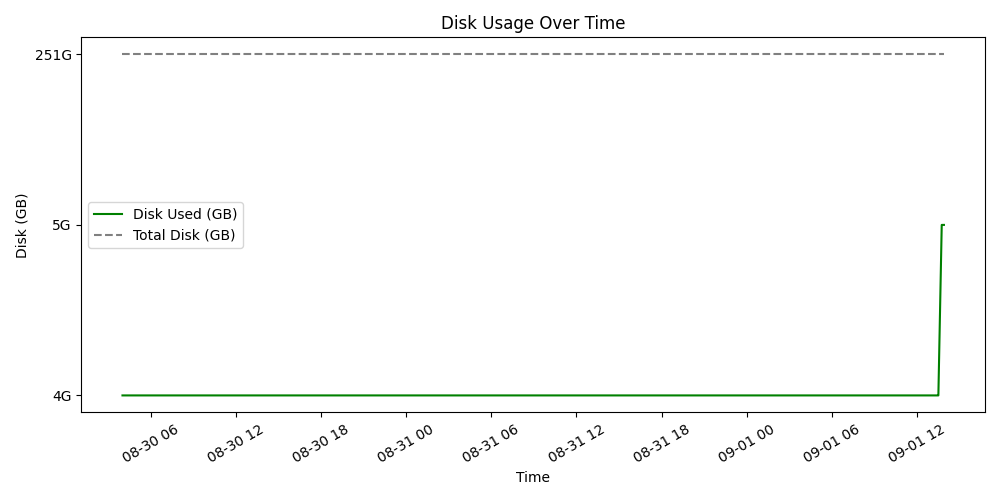 Disk Usage Over Time
Disk (GB)
251G
5G
4G
Disk Used (GB)
Total Disk (GB)
08-30 06
08-30 12
08-30 18
08-31 00
08-31 06
08-31 12
08-31 18
09-01 00
09-01 06
09-01 12
Time